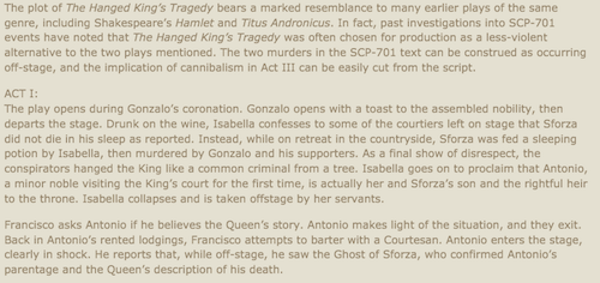 The plot of The Hanged King's Tragedy bears a marked resemblance to many earlier plays of the same
genre, including Shakespeare's Hamlet and Titus Andronicus. In fact, past investigations into SCP-701
events have noted that The Hanged King's Tragedy was often chosen for production as a less-violent
alternative to the two plays mentioned. The two murders in the SCP-701 text can be construed as occurring
off-stage, and the implication of cannibalism in Act III can be easily cut from the script.
ACT I:
The play opens during Gonzalo's coronation. Gonzalo opens with a toast to the assembled nobility, then
departs the stage. Drunk on the wine, Isabella confesses to some of the courtiers left on stage that Sforza
did not die in his sleep as reported. Instead, while on retreat in the countryside, Sforza was fed a sleeping
potion by Isabella, then murdered by Gonzalo and his supporters. As a final show of disrespect, the
conspirators hanged the King like a common criminal from a tree. Isabella goes on to proclaim that Antonio,
a minor noble visiting the King's court for the first time, is actually her and Sforza's son and the rightful heir
to the throne. Isabella collapses and is taken offstage by her servants.
Francisco asks Antonio if he believes the Queen's story. Antonio makes light of the situation, and they exit.
Back in Antonio's rented lodgings, Francisco attempts to barter with a Courtesan. Antonio enters the stage,
clearly in shock. He reports that, while off-stage, he saw the Ghost of Sforza, who confirmed Antonio's
parentage and the Queen's description of his death.